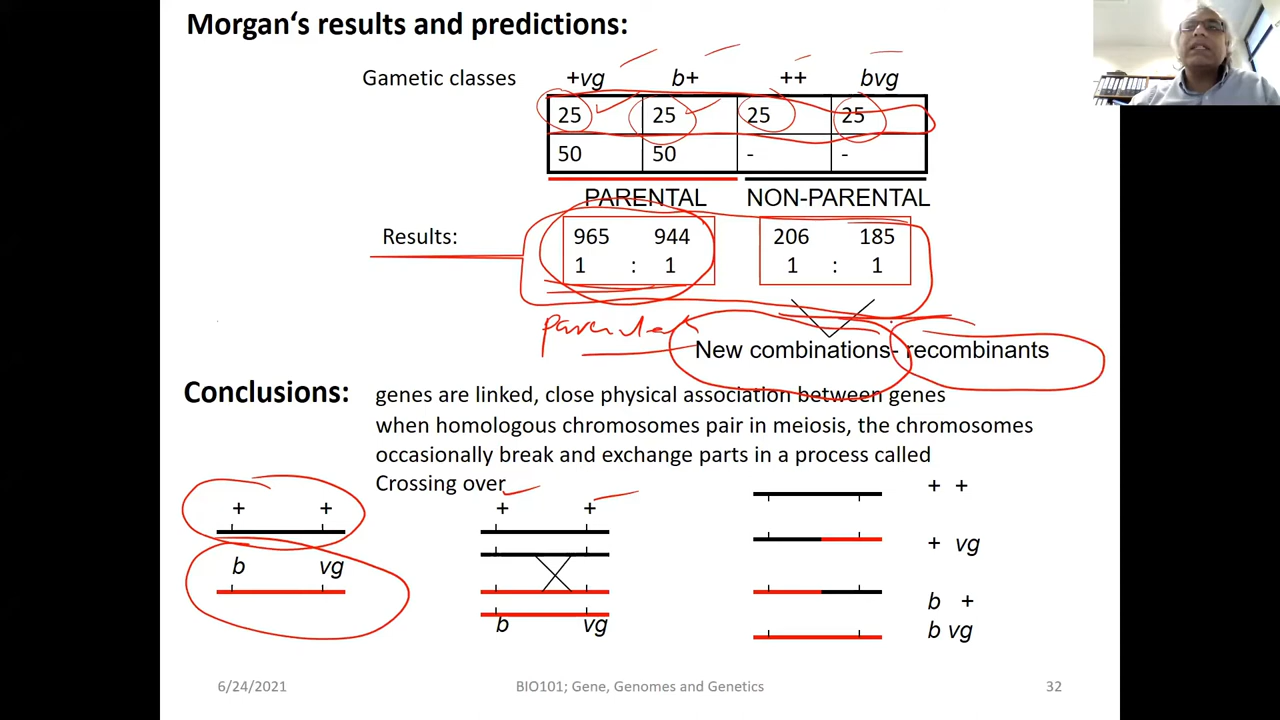 Morgan‘s results and predictions:
Gametic classes +vg b+ ++ bvg
25 25 25 25
50 50 - -
PARENTAL NON-PARENTAL
Results: 965 944 206 185
1 : 1 1 : 1
New combinations- recombinants
Conclusions: genes are linked, close physical association between genes
when homologous chromosomes pair in meiosis, the chromosomes
occasionally break and exchange parts in a process called
Crossing over
+ + + + + +
b vg + vg
b +
b vg b vg
6/24/2021 BIO101; Gene, Genomes and Genetics 32